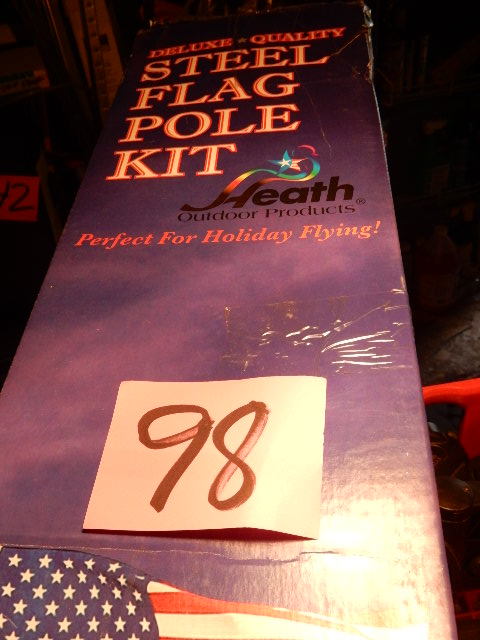 DELUXE ★ QUALITY
STEEL
FLAG
POLE
KIT
Heath
Outdoor Products®
Perfect For Holiday Flying!
98